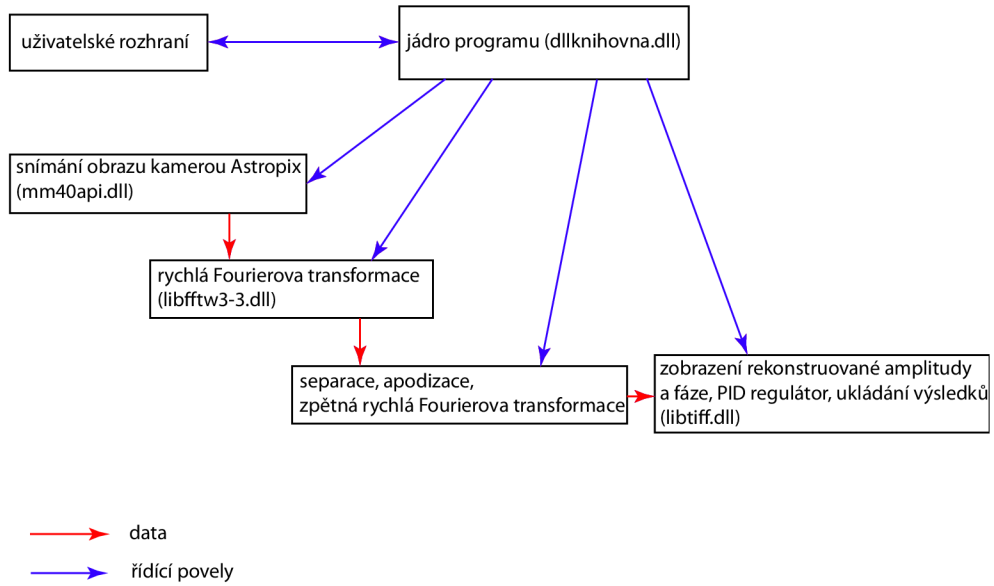 uživatelské rozhraní
jádro programu (dllknihovna.dll)
snímání obrazu kamerou Astropix
(mm40api.dll)
rychlá Fourierova transformace
(libfftw3-3.dll)
separace, apodizace,
zpětná rychlá Fourierova transformace
zobrazení rekonstruované amplitudy
a fáze, PID regulátor, ukládání výsledků
(libtiff.dll)
data
řídící povely